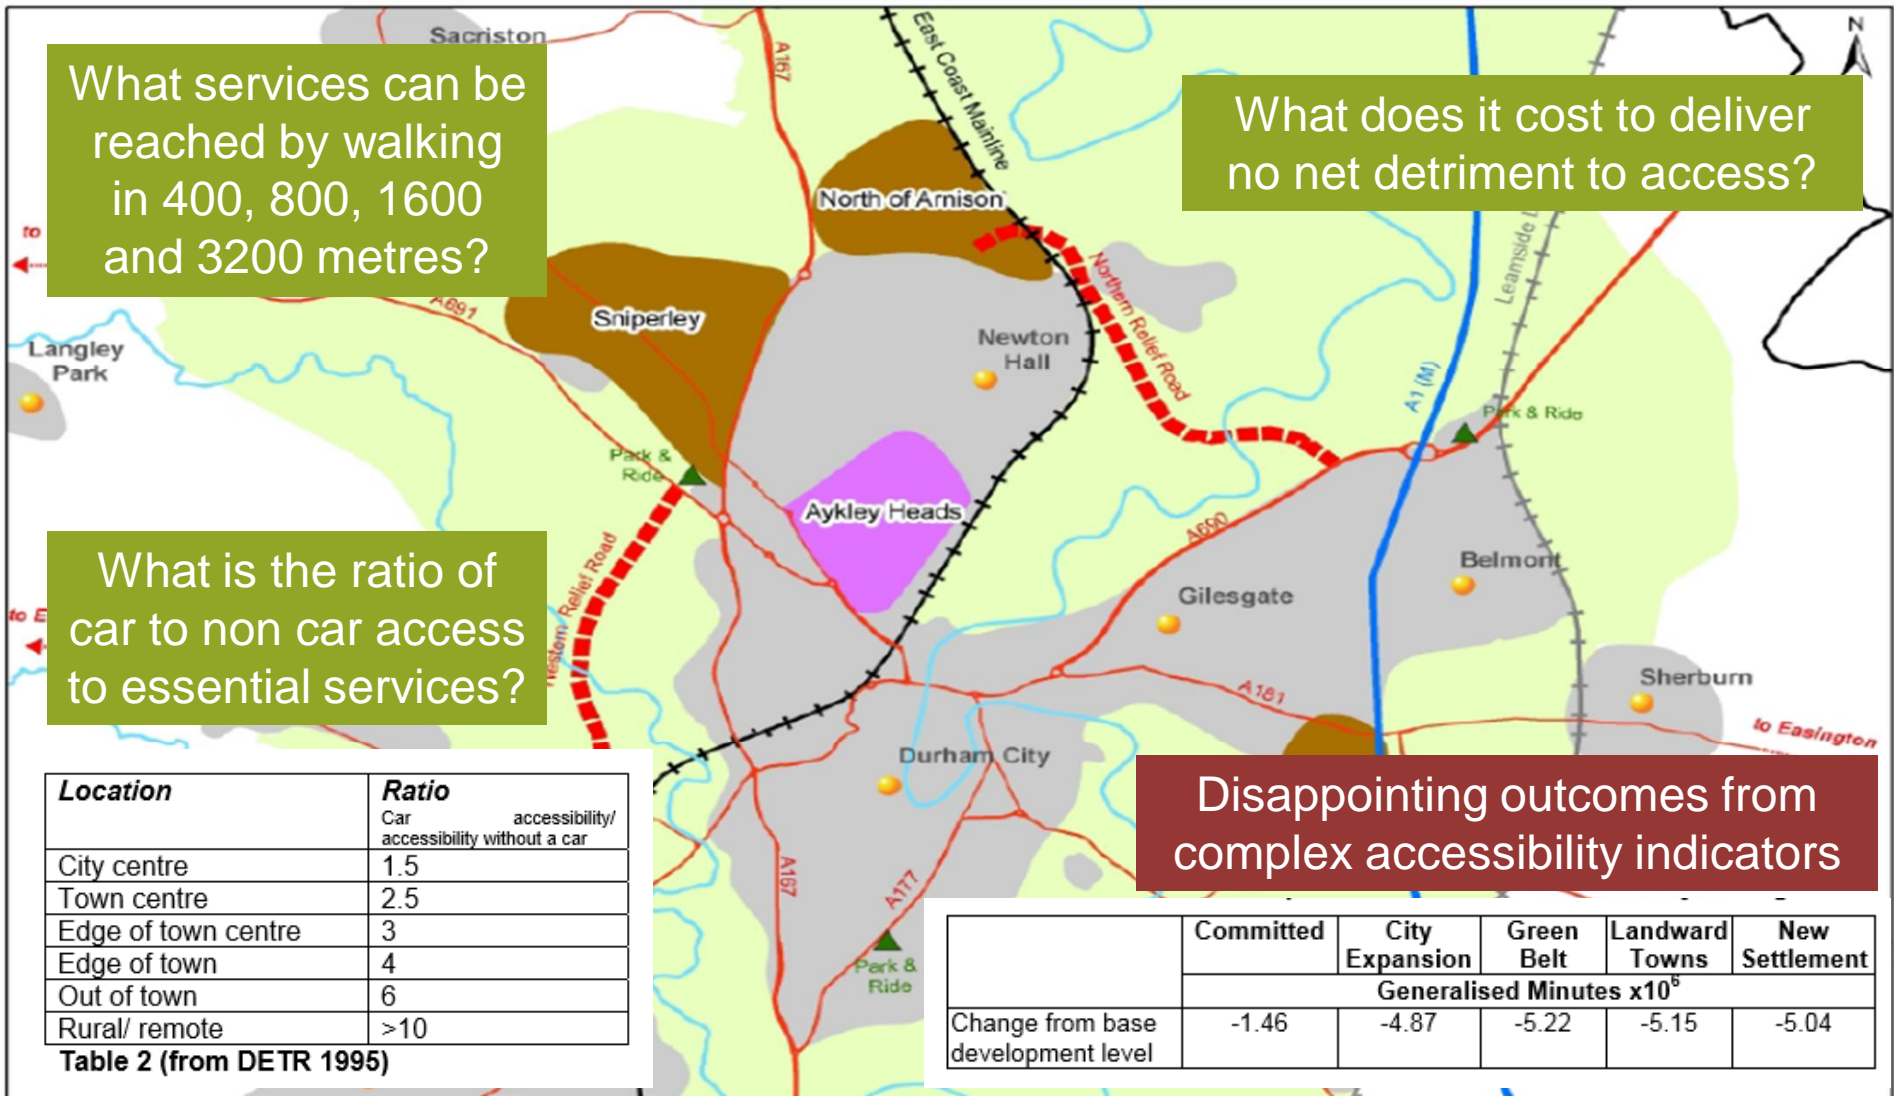 Sacriston
What services can be
reached by walking
in 400, 800, 1600
and 3200 metres?
A167
East Coast Mainline
N
What does it cost to deliver
no net detriment to access?
North of Arnison
to
A691
Sniperley
Northern Relief Road
Leamside
Newton
Hall
Langley
Park
A1 (M)
Park & Ride
Park &
Ride
Aykley Heads
A690
What is the ratio of
car to non car access
to essential services?
Relief Road
Belmont
Gilesgate
to E
Sherburn
A181
to Easington
Durham City
Disappointing outcomes from
complex accessibility indicators
A167
A177
Park &
Ride
Location Ratio
Car accessibility/
accessibility without a car
City centre 1.5
Town centre 2.5
Edge of town centre 3
Edge of town 4
Out of town 6
Rural/ remote >10
Table 2 (from DETR 1995)
Committed City Expansion Green Belt Landward Towns New Settlement
Generalised Minutes x10⁶
Change from base
development level -1.46 -4.87 -5.22 -5.15 -5.04